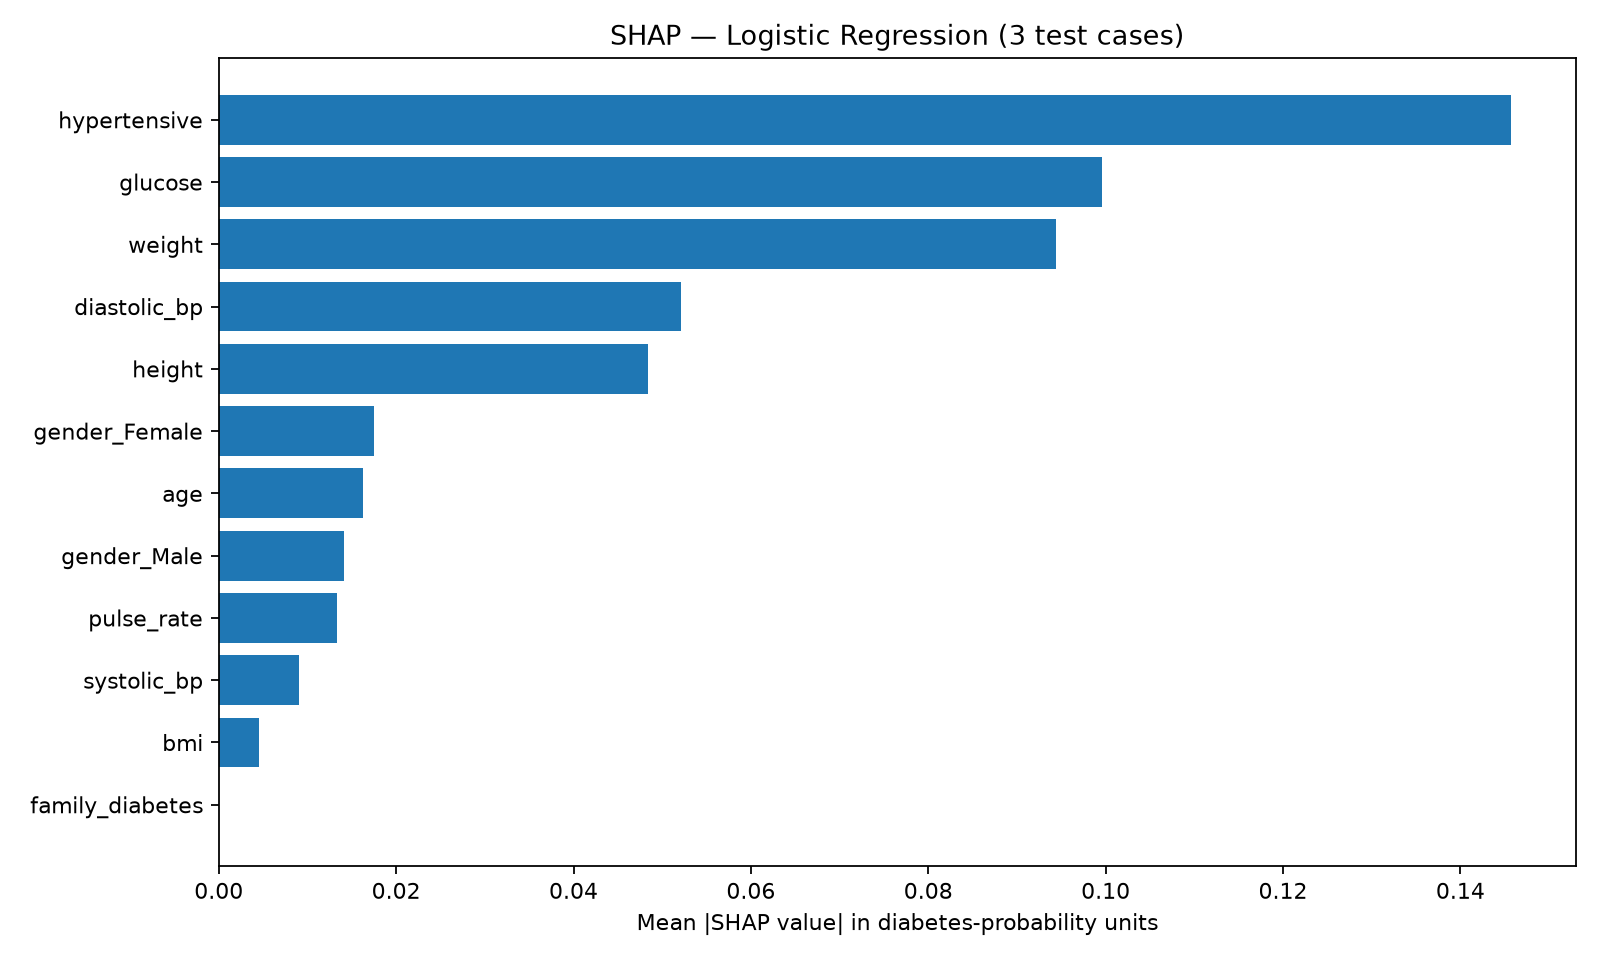 SHAP — Logistic Regression (3 test cases)
hypertensive
glucose
weight
diastolic_bp
height
gender_Female
age
gender_Male
pulse_rate
systolic_bp
bmi
family_diabetes
0.00 0.02 0.04 0.06 0.08 0.10 0.12 0.14
Mean |SHAP value| in diabetes-probability units